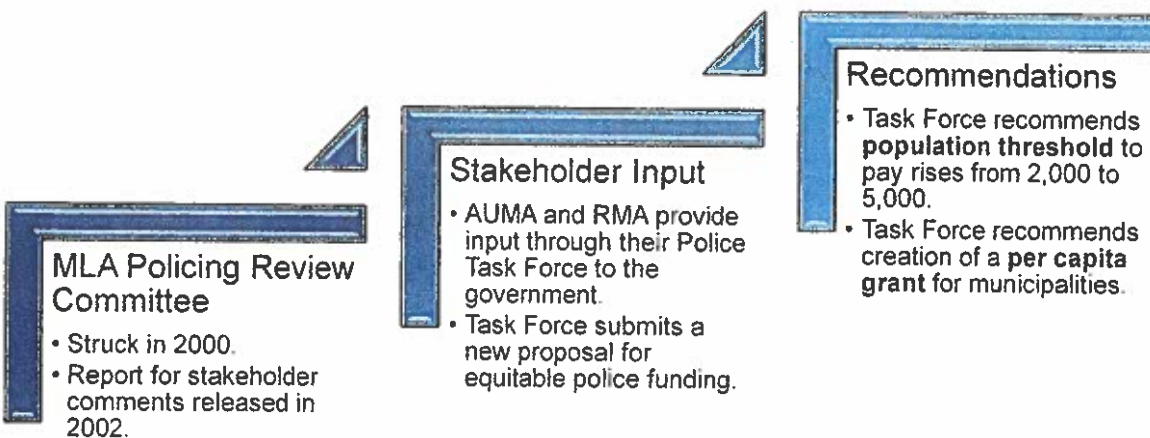 MLA Policing Review
Committee
• Struck in 2000.
• Report for stakeholder
comments released in
2002.
Stakeholder Input
• AUMA and RMA provide
input through their Police
Task Force to the
government.
• Task Force submits a
new proposal for
equitable police funding.
Recommendations
• Task Force recommends
population threshold to
pay rises from 2,000 to
5,000.
• Task Force recommends
creation of a per capita
grant for municipalities.